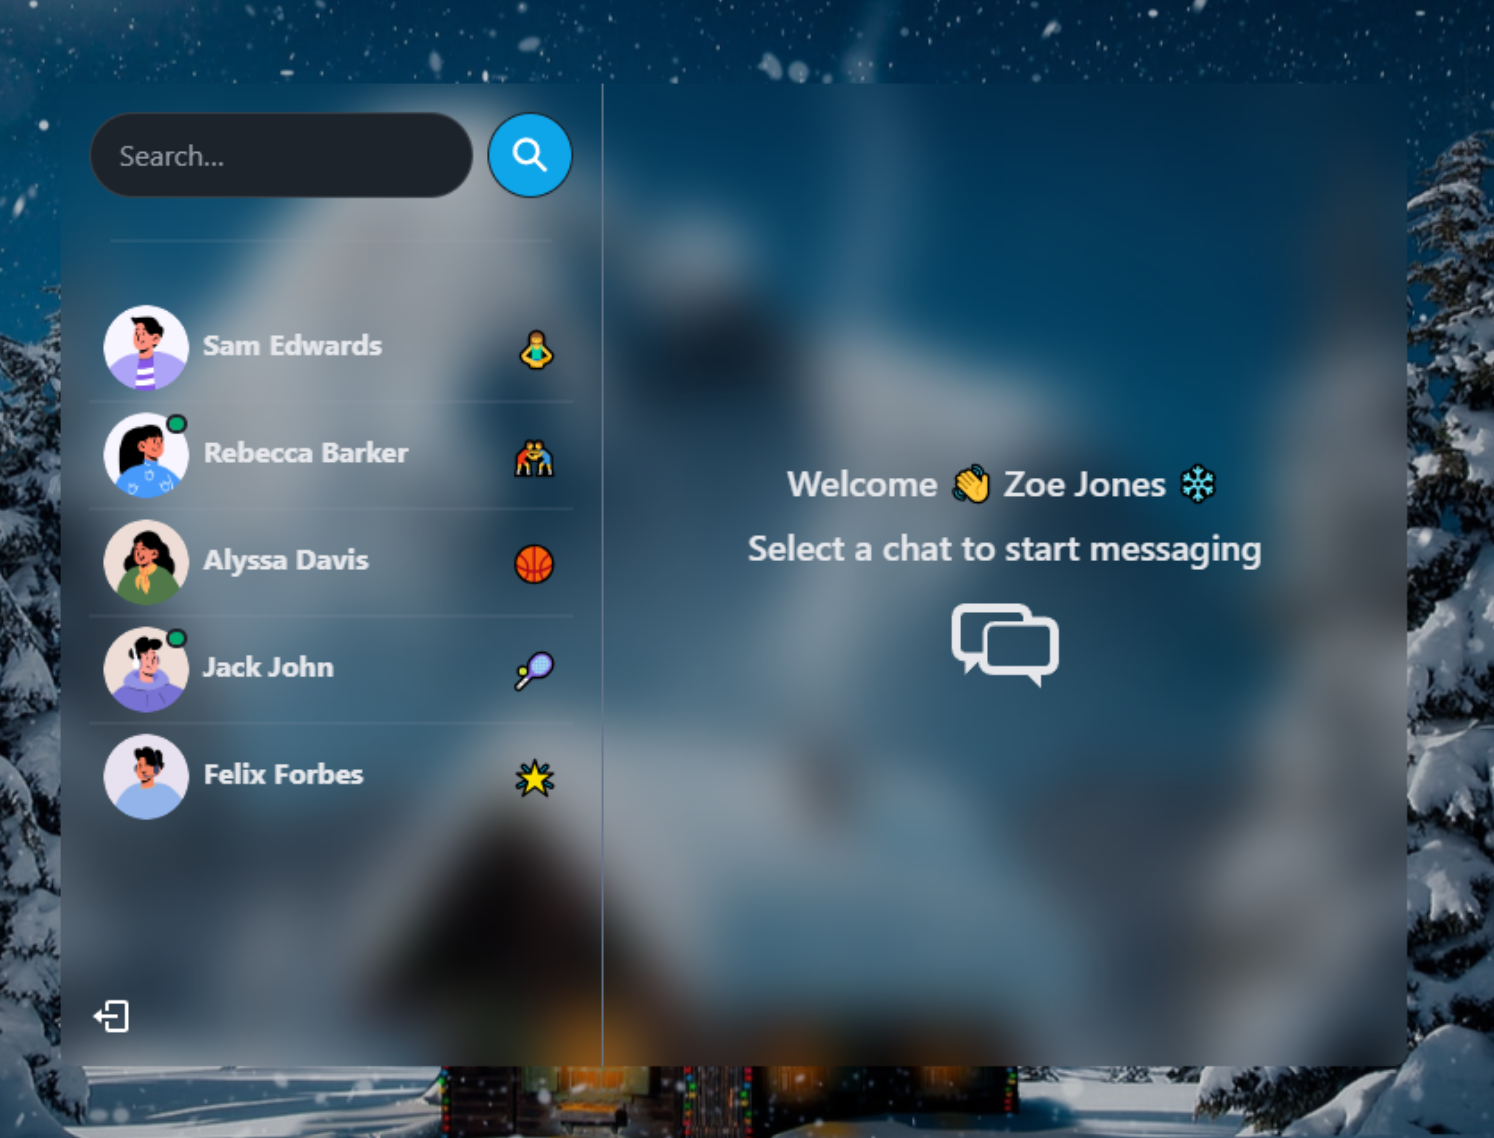 Search...
Sam Edwards
Rebecca Barker
Alyssa Davis
Jack John
Felix Forbes
Welcome 👋 Zoe Jones ❄️
Select a chat to start messaging